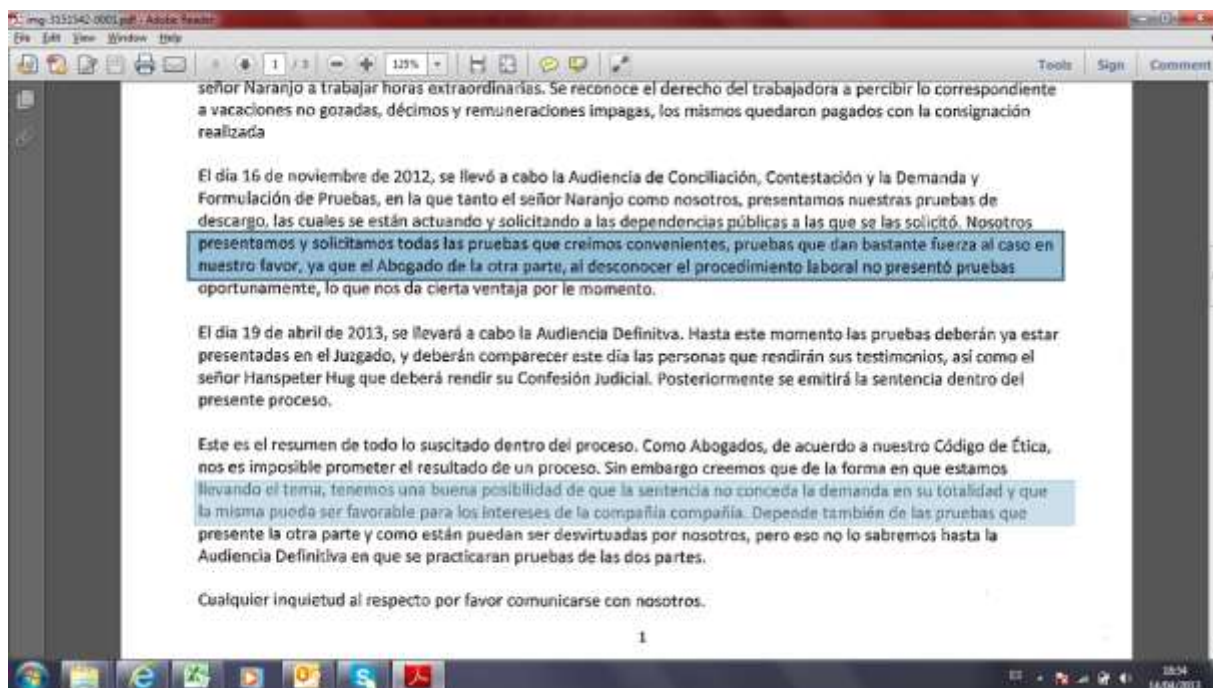 img-3151542-0001.pdf - Adobe Reader
File Edit View Window Help
1 / 3 125% Tools Sign Comment
señor Naranjo a trabajar horas extraordinarias. Se reconoce el derecho del trabajadora a percibir lo correspondiente
a vacaciones no gozadas, décimos y remuneraciones impagas, los mismos quedaron pagados con la consignación
realizada
El día 16 de noviembre de 2012, se llevó a cabo la Audiencia de Conciliación, Contestación y la Demanda y
Formulación de Pruebas, en la que tanto el señor Naranjo como nosotros, presentamos nuestras pruebas de
descargo, las cuales se están actuando y solicitando a las dependencias públicas a las que se las solicitó. Nosotros
presentamos y solicitamos todas las pruebas que creímos convenientes, pruebas que dan bastante fuerza al caso en
nuestro favor, ya que el Abogado de la otra parte, al desconocer el procedimiento laboral no presentó pruebas
oportunamente, lo que nos da cierta ventaja por le momento.
El día 19 de abril de 2013, se llevará a cabo la Audiencia Definitva. Hasta este momento las pruebas deberán ya estar
presentadas en el Juzgado, y deberán comparecer este día las personas que rendirán sus testimonios, así como el
señor Hanspeter Hug que deberá rendir su Confesión Judicial. Posteriormente se emitirá la sentencia dentro del
presente proceso.
Este es el resumen de todo lo suscitado dentro del proceso. Como Abogados, de acuerdo a nuestro Código de Ética,
nos es imposible prometer el resultado de un proceso. Sin embargo creemos que de la forma en que estamos
llevando el tema, tenemos una buena posibilidad de que la sentencia no conceda la demanda en su totalidad y que
la misma pueda ser favorable para los intereses de la compañía compañía. Depende también de las pruebas que
presente la otra parte y como están puedan ser desvirtuadas por nosotros, pero eso no lo sabremos hasta la
Audiencia Definitiva en que se practicaran pruebas de las dos partes.
Cualquier inquietud al respecto por favor comunicarse con nosotros.
1
ES 18:54
14/04/2013